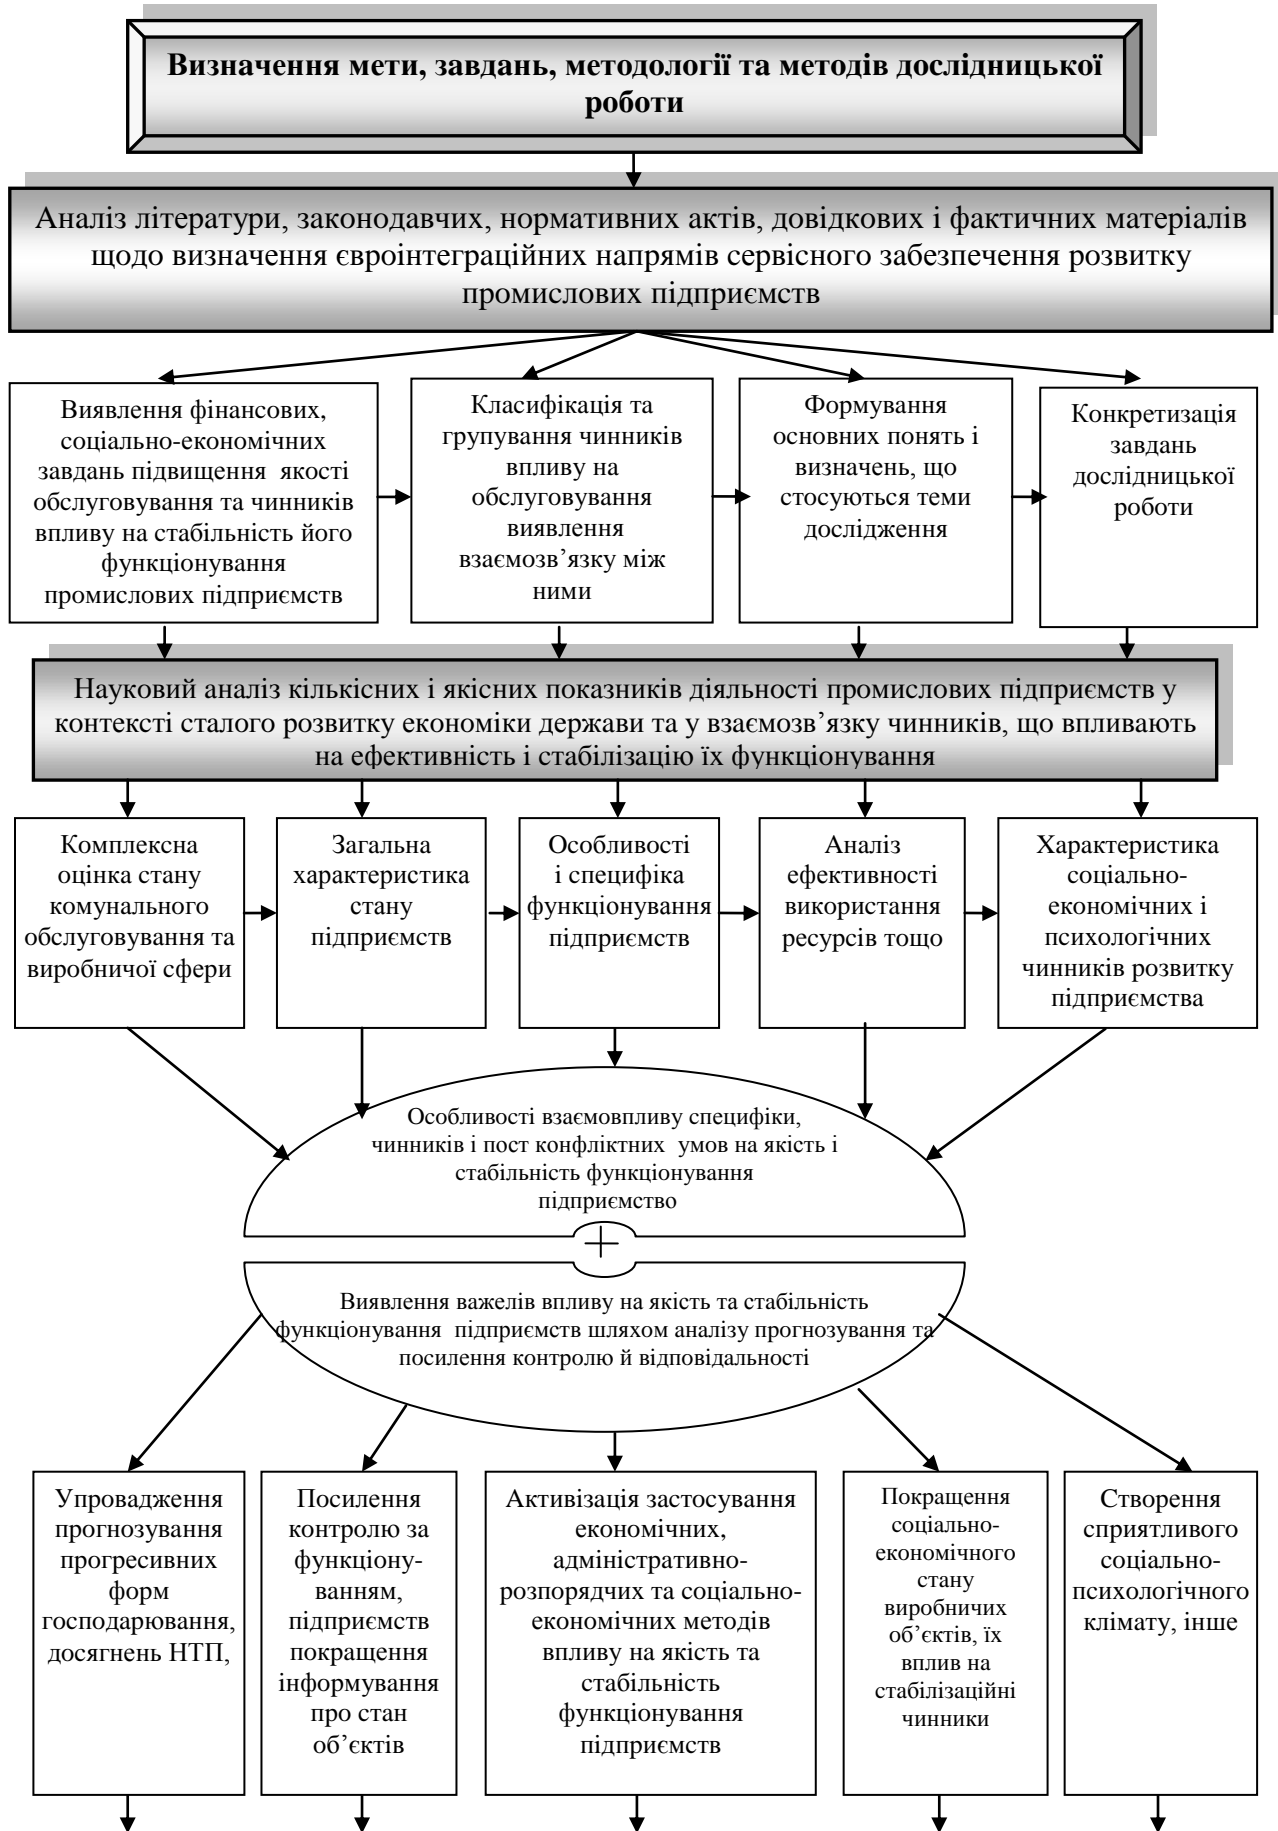 Визначення мети, завдань, методології та методів дослідницької
роботи
Аналіз літератури, законодавчих, нормативних актів, довідкових і фактичних матеріалів
щодо визначення євроінтеграційних напрямів сервісного забезпечення розвитку
промислових підприємств
Виявлення фінансових,
соціально-економічних
завдань підвищення якості
обслуговування та чинників
впливу на стабільність його
функціонування
промислових підприємств
Класифікація та
групування чинників
впливу на
обслуговування
виявлення
взаємозв’язку між
ними
Формування
основних понять і
визначень, що
стосуються теми
дослідження
Конкретизація
завдань
дослідницької
роботи
Науковий аналіз кількісних і якісних показників діяльності промислових підприємств у
контексті сталого розвитку економіки держави та у взаємозв’язку чинників, що впливають
на ефективність і стабілізацію їх функціонування
Комплексна
оцінка стану
комунального
обслуговування та
виробничої сфери
Загальна
характеристика
стану
підприємств
Особливості
і специфіка
функціонування
підприємств
Аналіз
ефективності
використання
ресурсів тощо
Характеристика
соціально-
економічних і
психологічних
чинників розвитку
підприємства
Особливості взаємовпливу специфіки,
чинників і пост конфліктних умов на якість і
стабільність функціонування
підприємство
Виявлення важелів впливу на якість та стабільність
функціонування підприємств шляхом аналізу прогнозування та
посилення контролю й відповідальності
Упровадження
прогнозування
прогресивних
форм
господарювання,
досягнень НТП,
Посилення
контролю за
функціону-
ванням,
підприємств
покращення
інформування
про стан
об’єктів
Активізація застосування
економічних,
адміністративно-
розпорядчих та соціально-
економічних методів
впливу на якість та
стабільність
функціонування
підприємств
Покращення
соціально-
економічного
стану
виробничих
об’єктів, їх
вплив на
стабілізаційні
чинники
Створення
сприятливого
соціально-
психологічного
клімату, інше